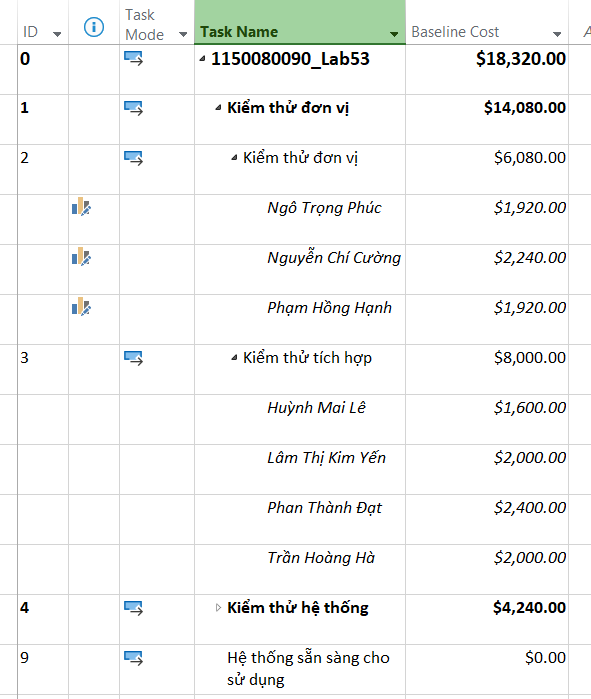 ID Task Mode Task Name Baseline Cost A
0 1150080090_Lab53 $18,320.00
1 Kiểm thử đơn vị $14,080.00
2 Kiểm thử đơn vị $6,080.00
Ngô Trọng Phúc $1,920.00
Nguyễn Chí Cường $2,240.00
Phạm Hồng Hạnh $1,920.00
3 Kiểm thử tích hợp $8,000.00
Huỳnh Mai Lê $1,600.00
Lâm Thị Kim Yến $2,000.00
Phan Thành Đạt $2,400.00
Trần Hoàng Hà $2,000.00
4 Kiểm thử hệ thống $4,240.00
9 Hệ thống sẵn sàng cho $0.00
sử dụng